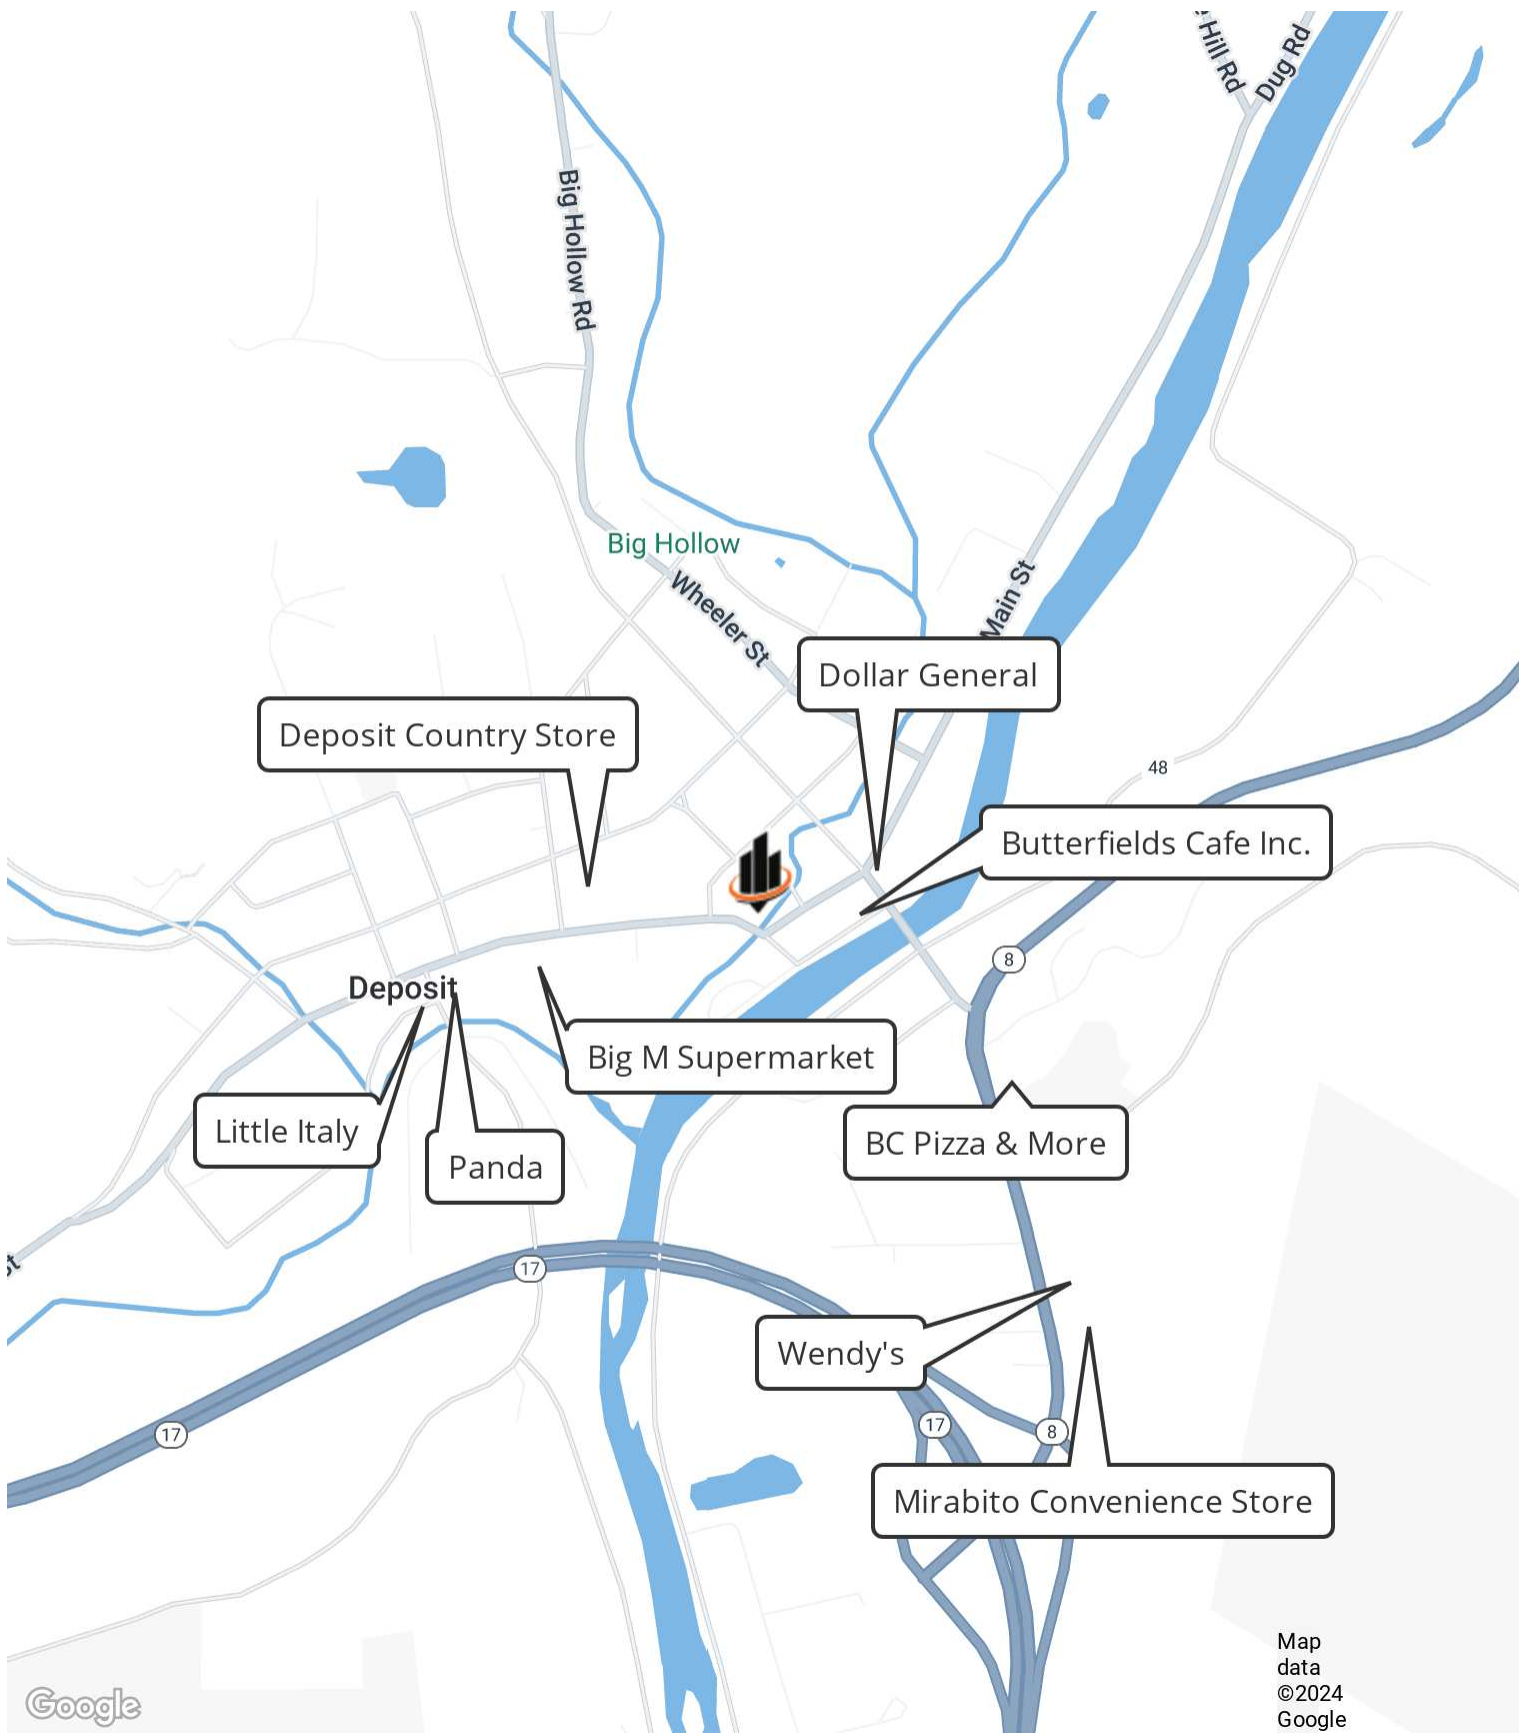 Hill Rd
Dug Rd
Big Hollow Rd
Big Hollow
Wheeler St
Main St
Dollar General
Deposit Country Store
48
Butterfields Cafe Inc.
8
Deposit
Big M Supermarket
Little Italy
BC Pizza & More
Panda
17
Wendy's
17
17
8
Mirabito Convenience Store
Map
data
©2024
Google
Google